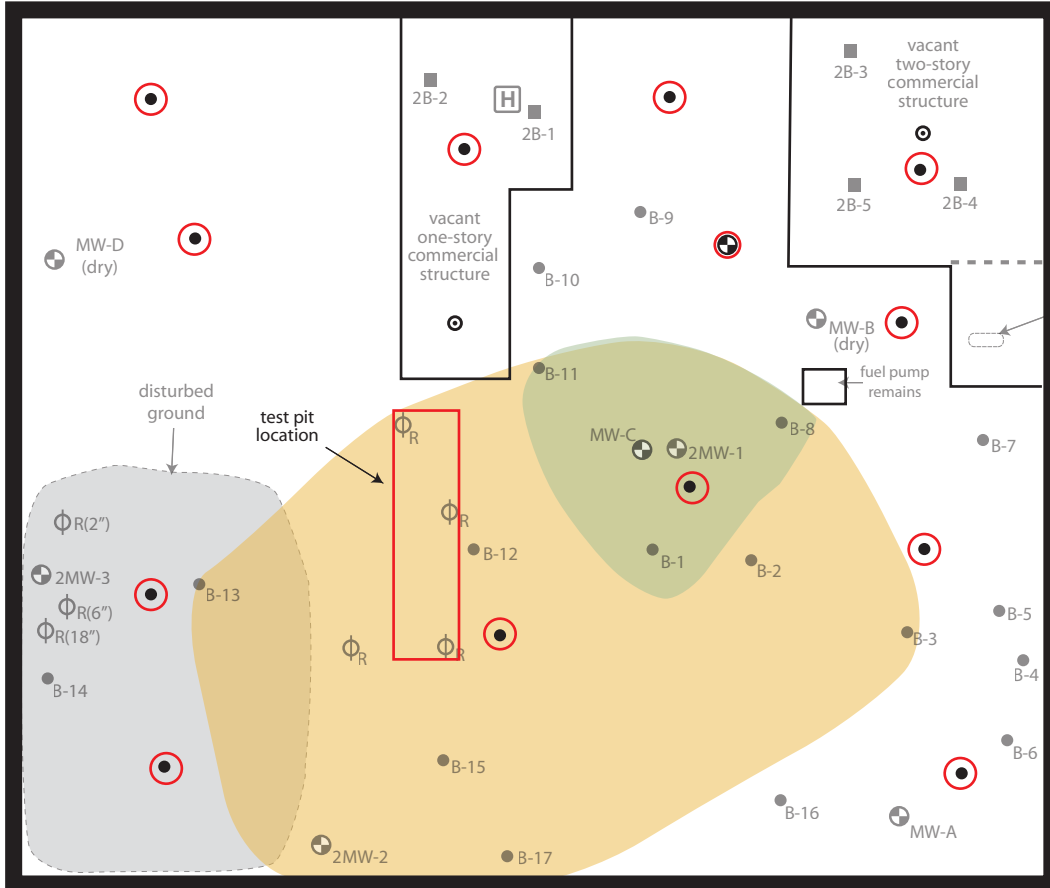 vacant
two-story
commercial
structure
2B-3
2B-2
H
2B-1
2B-5
2B-4
vacant
one-story
commercial
structure
B-9
MW-D
(dry)
B-10
MW-B
(dry)
B-11
fuel pump
remains
disturbed
ground
test pit
location
R
MW-C
2MW-1
B-8
B-7
R(2")
R
B-12
B-1
B-2
2MW-3
B-13
R(6")
R(18")
B-5
B-3
R
R
B-4
B-14
B-6
B-15
B-16
MW-A
2MW-2
B-17